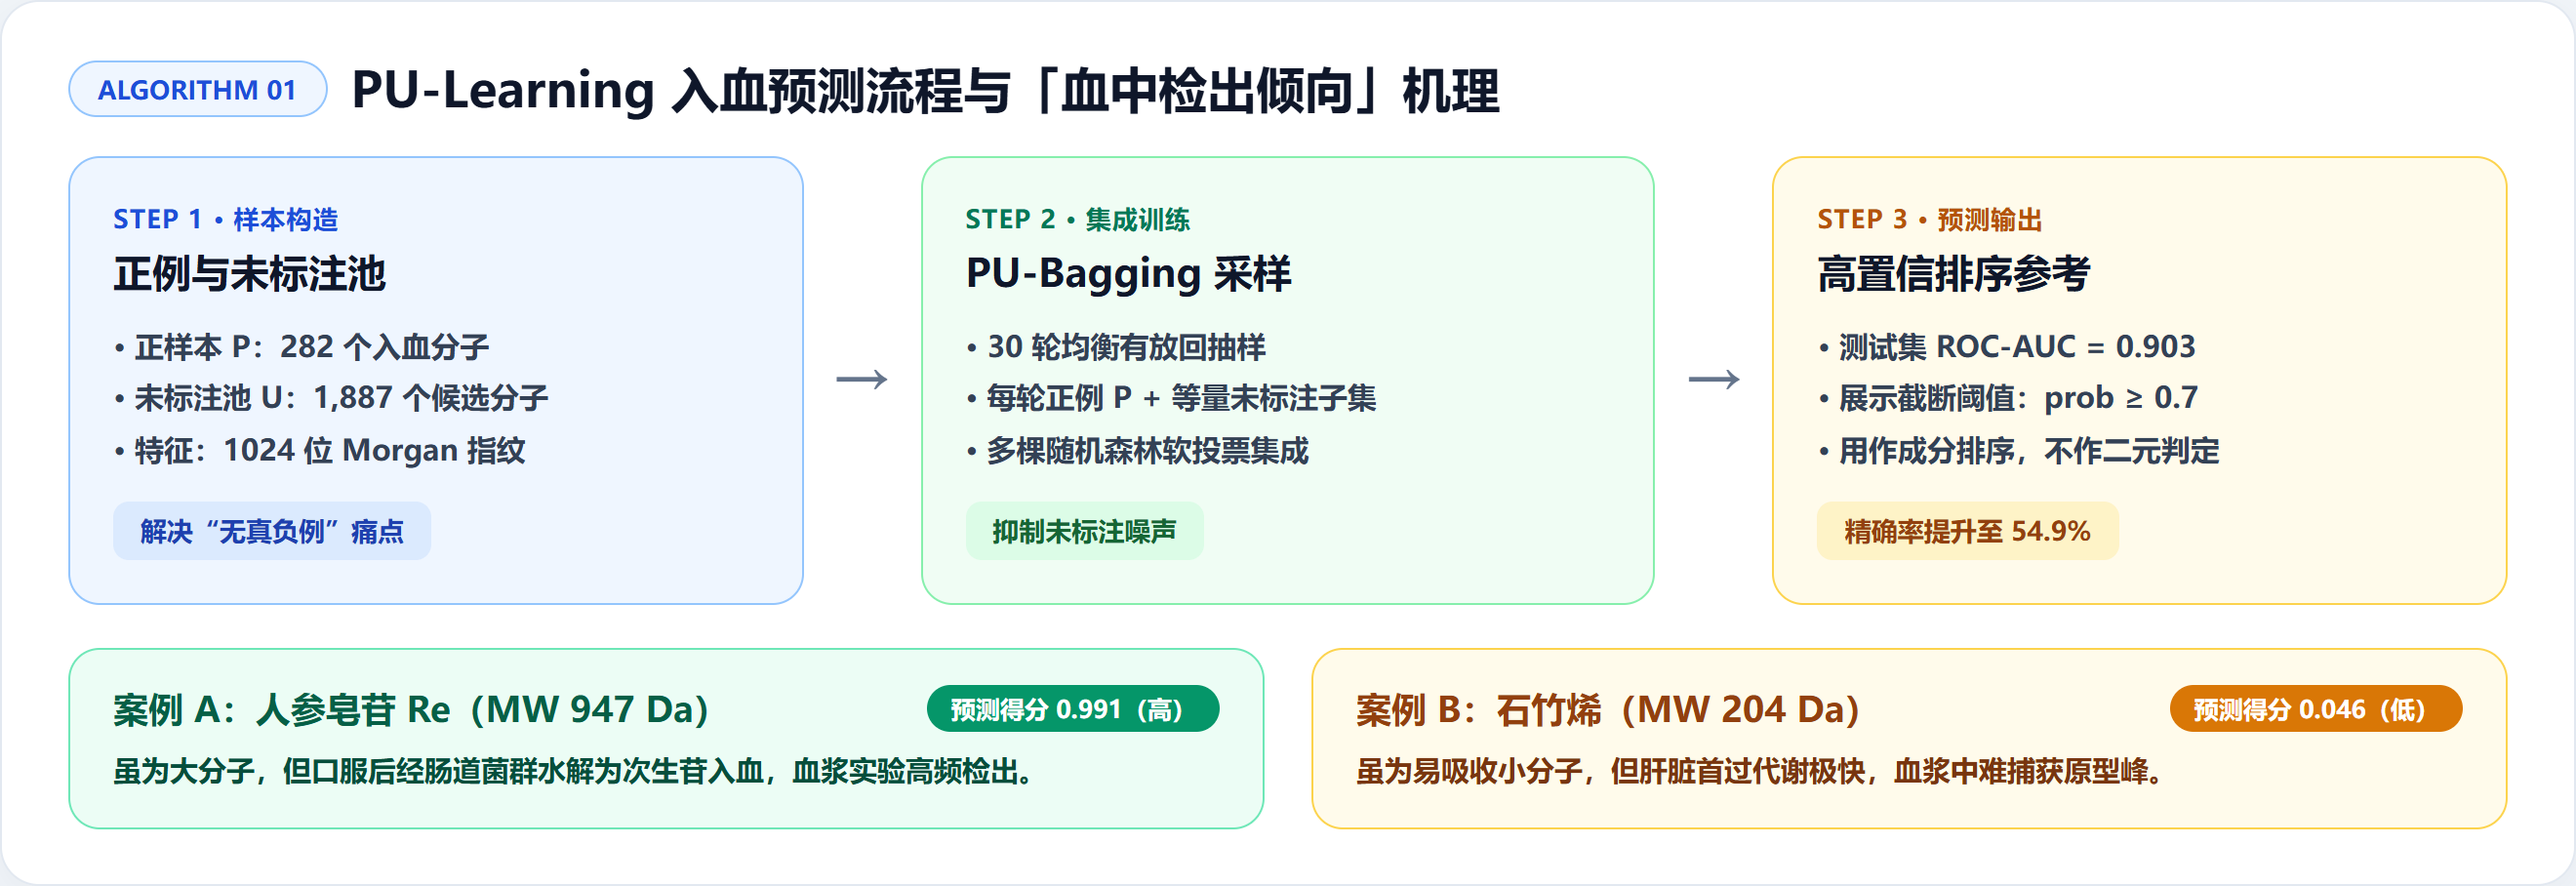 ALGORITHM 01
PU-Learning 入血预测流程与「血中检出倾向」机理
STEP 1 • 样本构造
正例与未标注池
• 正样本 P：282 个入血分子
• 未标注池 U：1,887 个候选分子
• 特征：1024 位 Morgan 指纹
解决“无真负例”痛点
→
STEP 2 • 集成训练
PU-Bagging 采样
• 30 轮均衡有放回抽样
• 每轮正例 P + 等量未标注子集
• 多棵随机森林软投票集成
抑制未标注噪声
→
STEP 3 • 预测输出
高置信排序参考
• 测试集 ROC-AUC = 0.903
• 展示截断阈值：prob ≥ 0.7
• 用作成分排序，不作二元判定
精确率提升至 54.9%
案例 A：人参皂苷 Re（MW 947 Da）
预测得分 0.991（高）
虽为大分子，但口服后经肠道菌群水解为次生苷入血，血浆实验高频检出。
案例 B：石竹烯（MW 204 Da）
预测得分 0.046（低）
虽为易吸收小分子，但肝脏首过代谢极快，血浆中难捕获原型峰。